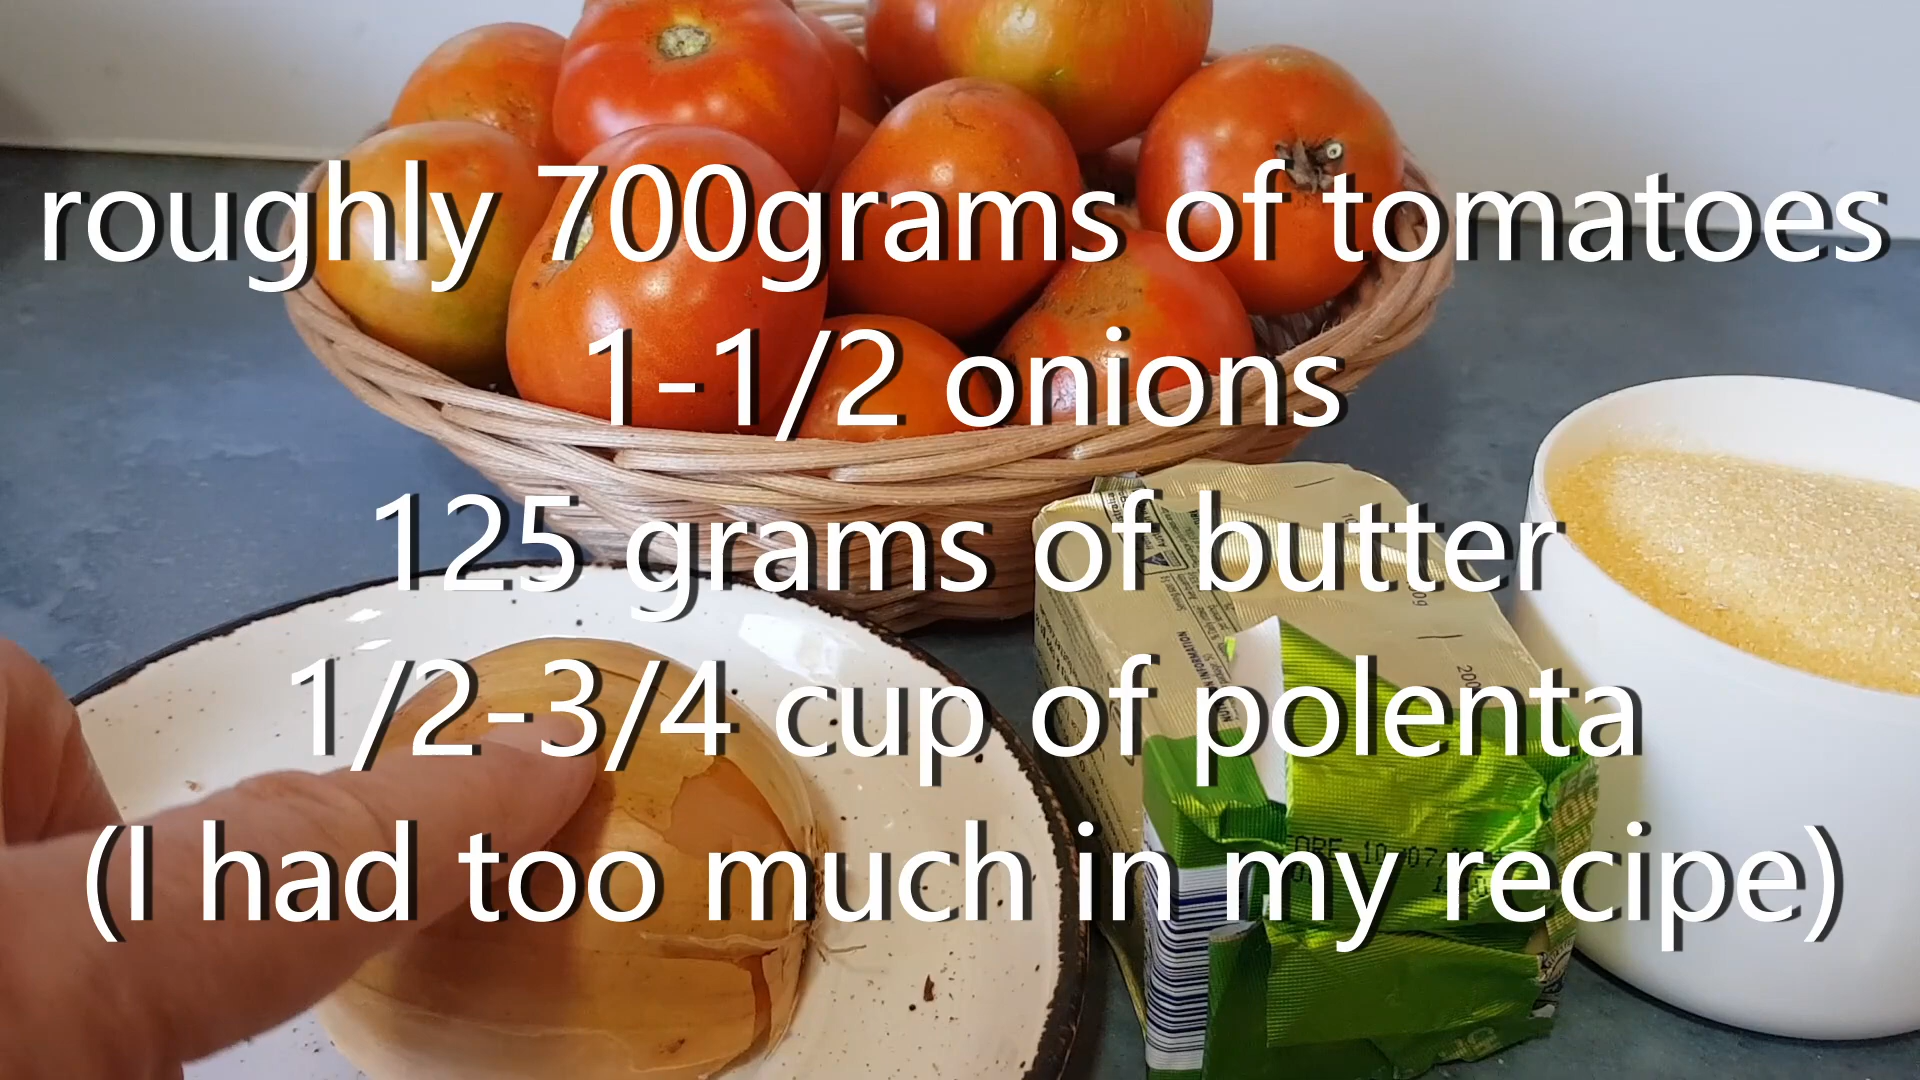 roughly 700grams of tomatoes
1-1/2 onions
125 grams of butter
1/2-3/4 cup of polenta
(I had too much in my recipe)